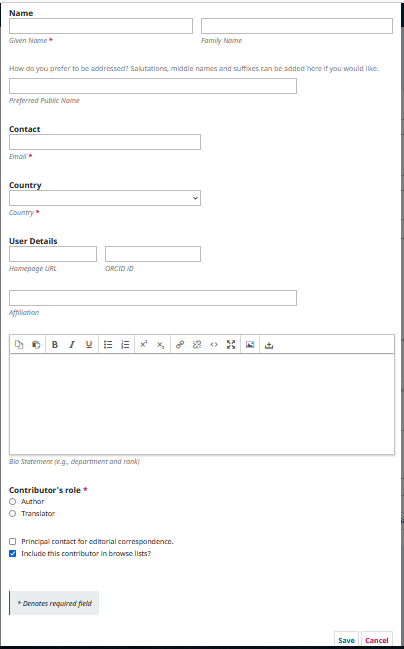 Name
Given Name * Family Name
How do you prefer to be addressed? Salutations, middle names and suffixes can be added here if you would like.
Preferred Public Name
Contact
Email *
Country
Country *
User Details
Homepage URL ORCID iD
Affiliation
B I U x² x₂ <>
Bio Statement (e.g., department and rank)
Contributor's role *
Author
Translator
Principal contact for editorial correspondence.
Include this contributor in browse lists?
* Denotes required field
Save Cancel